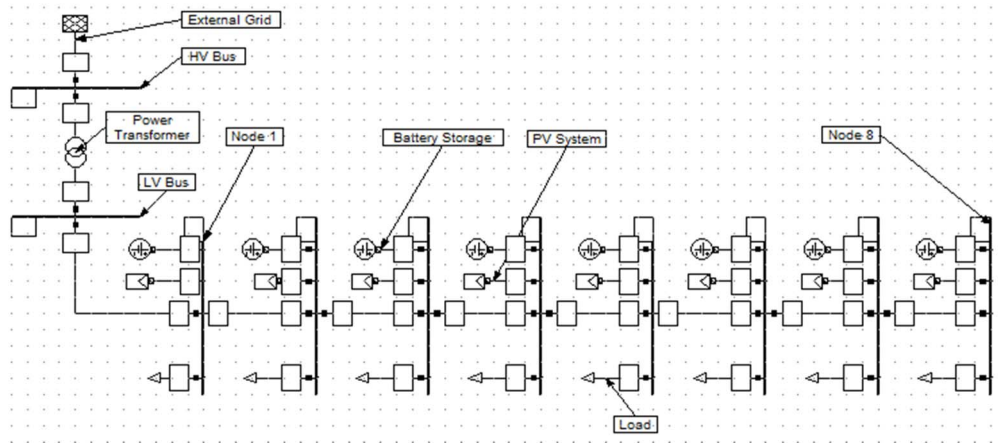 External Grid
HV Bus
Power
Transformer
Node 1
Battery Storage
PV System
Node 8
LV Bus
Load